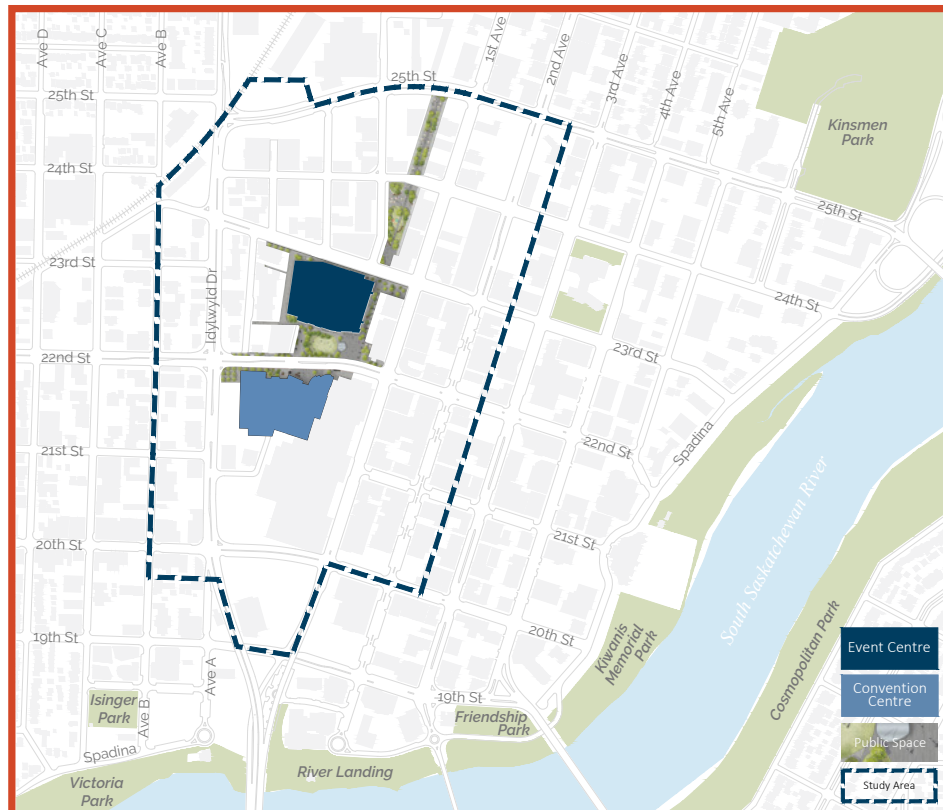 Ave D
Ave C
Ave B
1st Ave
2nd Ave
3rd Ave
4th Ave
5th Ave
25th St
25th St
Kinsmen
Park
24th St
25th St
23rd St
Idylwyld Dr
24th St
22nd St
23rd St
21st St
22nd St
Spadina
20th St
21st St
South Saskatchewan River
19th St
20th St
Kiwanis
Memorial
Park
Cosmopolitan Park
Event Centre
Convention
Centre
Public Space
Study Area
Ave A
Isinger
Park
Ave B
19th St
Friendship
Park
Spadina
River Landing
Victoria
Park